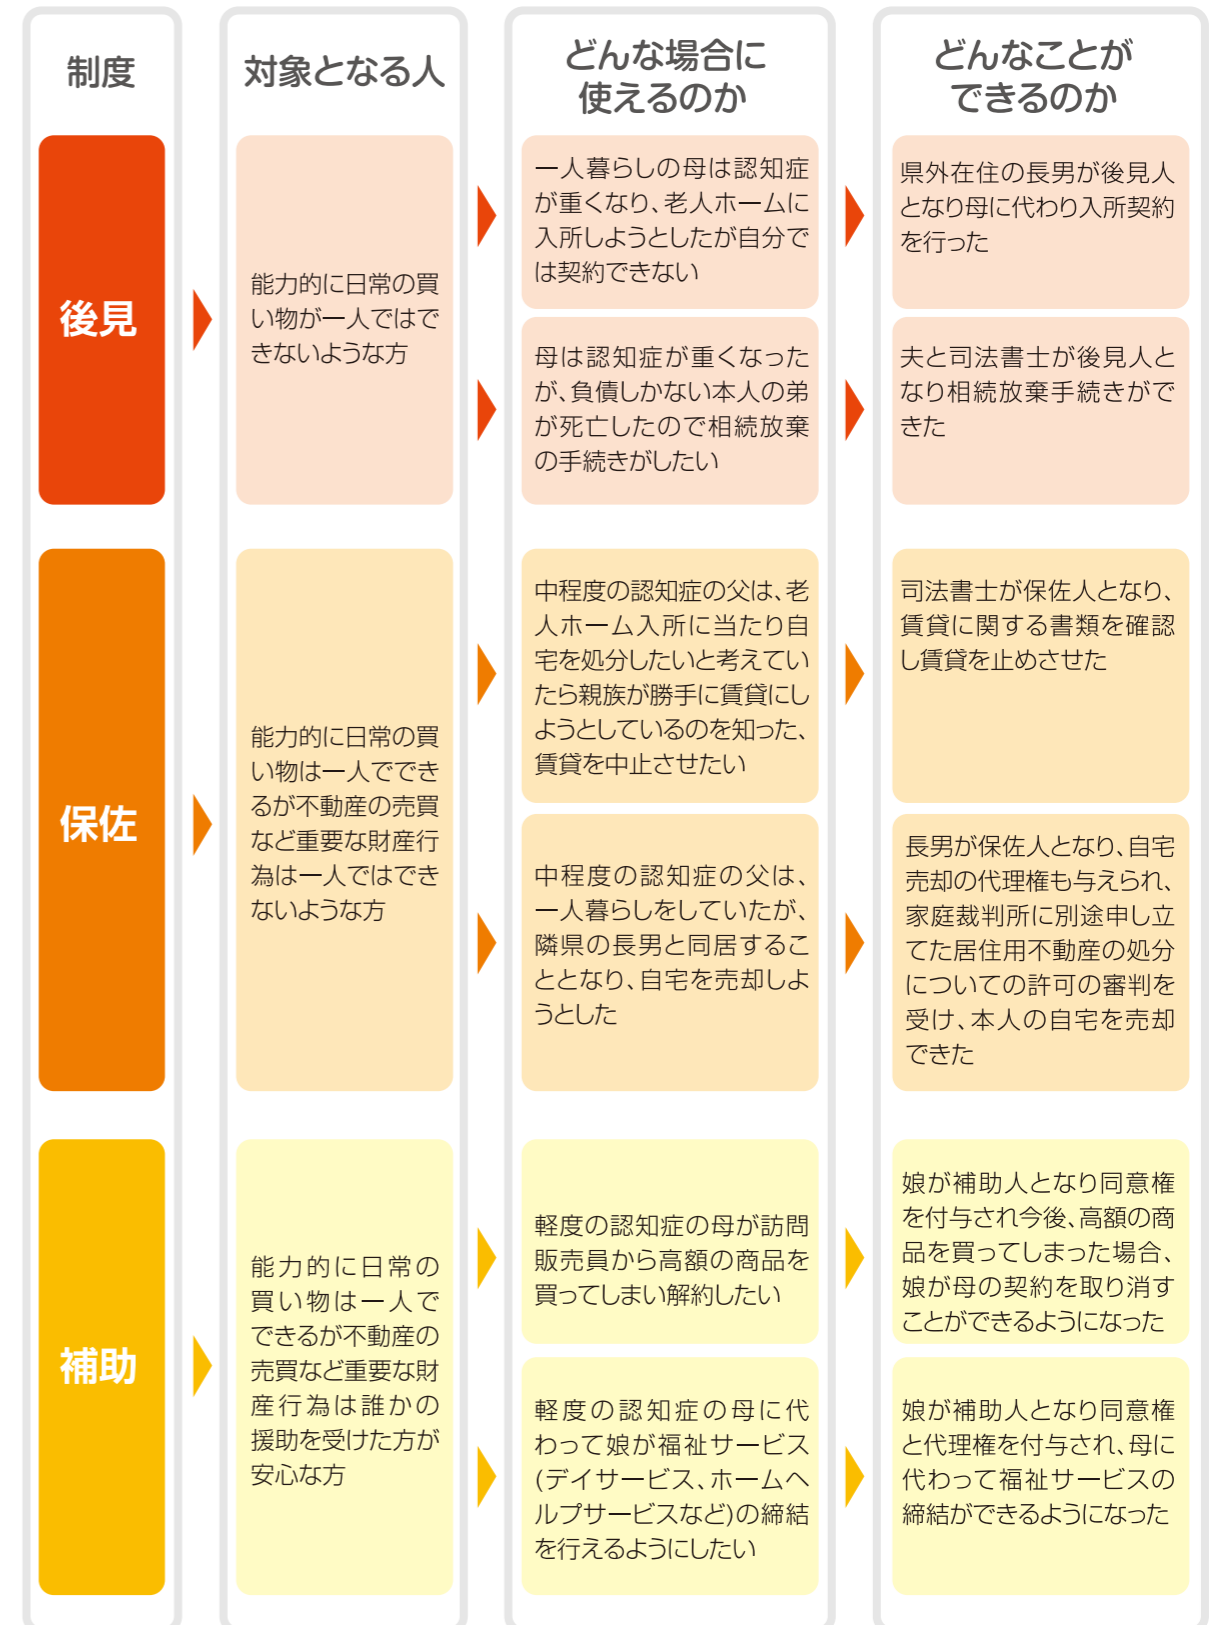 制度
対象となる人
どんな場合に
使えるのか
どんなことが
できるのか
後見
能力的に日常の買
い物が一人ではで
きないような方
一人暮らしの母は認知症
が重くなり、老人ホームに
入所しようとしたが自分で
は契約できない
県外在住の長男が後見人
となり母に代わり入所契約
を行った
母は認知症が重くなった
が、負債しかない本人の弟
が死亡したので相続放棄
の手続きがしたい
夫と司法書士が後見人と
なり相続放棄手続きがで
きた
保佐
能力的に日常の買
い物は一人ででき
るが不動産の売買
など重要な財産行
為は一人ではでき
ないような方
中程度の認知症の父は、老
人ホーム入所に当たり自
宅を処分したいと考えてい
たら親族が勝手に賃貸にし
ようとしているのを知った、
賃貸を中止させたい
司法書士が保佐人となり、
賃貸に関する書類を確認
し賃貸を止めさせた
中程度の認知症の父は、
一人暮らしをしていたが、
隣県の長男と同居するこ
ととなり、自宅を売却しよ
うとした
長男が保佐人となり、自宅
売却の代理権も与えられ、
家庭裁判所に別途申し立
てた居住用不動産の処分
についての許可の審判を
受け、本人の自宅を売却
できた
補助
能力的に日常の
買い物は一人で
できるが不動産の
売買など重要な財
産行為は誰かの
援助を受けた方が
安心な方
軽度の認知症の母が訪問
販売員から高額の商品を
買ってしまい解約したい
娘が補助人となり同意権
を付与され今後、高額の商
品を買ってしまった場合、
娘が母の契約を取り消す
ことができるようになった
軽度の認知症の母に代
わって娘が福祉サービス
(デイサービス、ホームヘ
ルプサービスなど)の締結
を行えるようにしたい
娘が補助人となり同意権
と代理権を付与され、母に
代わって福祉サービスの
締結ができるようになった